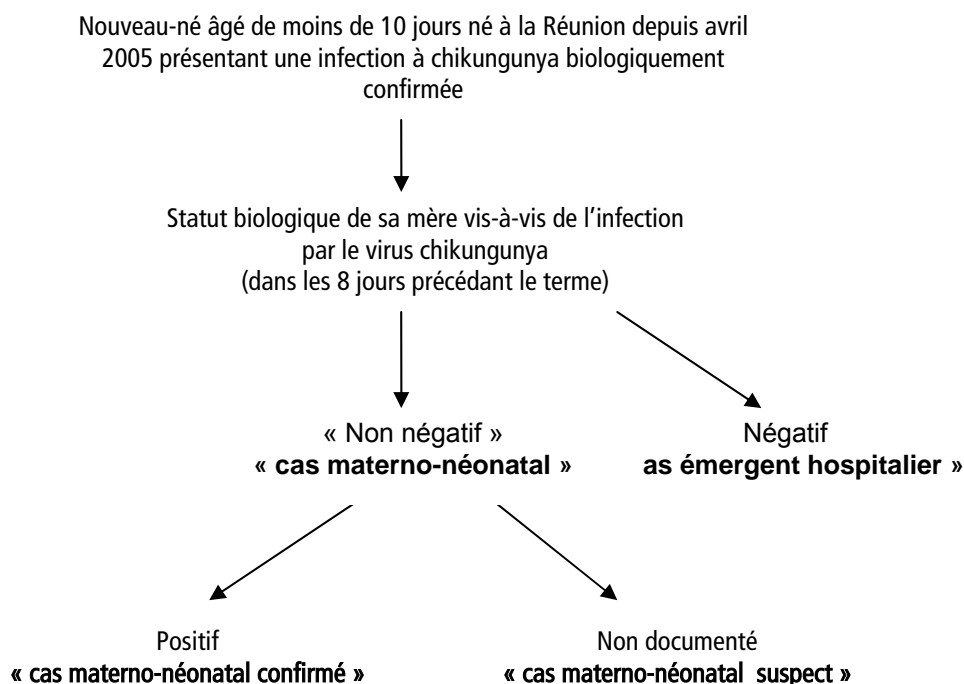 Nouveau-né âgé de moins de 10 jours né à la Réunion depuis avril
2005 présentant une infection à chikungunya biologiquement
confirmée
Statut biologique de sa mère vis-à-vis de l'infection
par le virus chikungunya
(dans les 8 jours précédant le terme)
« Non négatif »
« cas materno-néonatal »
Négatif
as émergent hospitalier »
Positif
« cas materno-néonatal confirmé »
Non documenté
« cas materno-néonatal suspect »